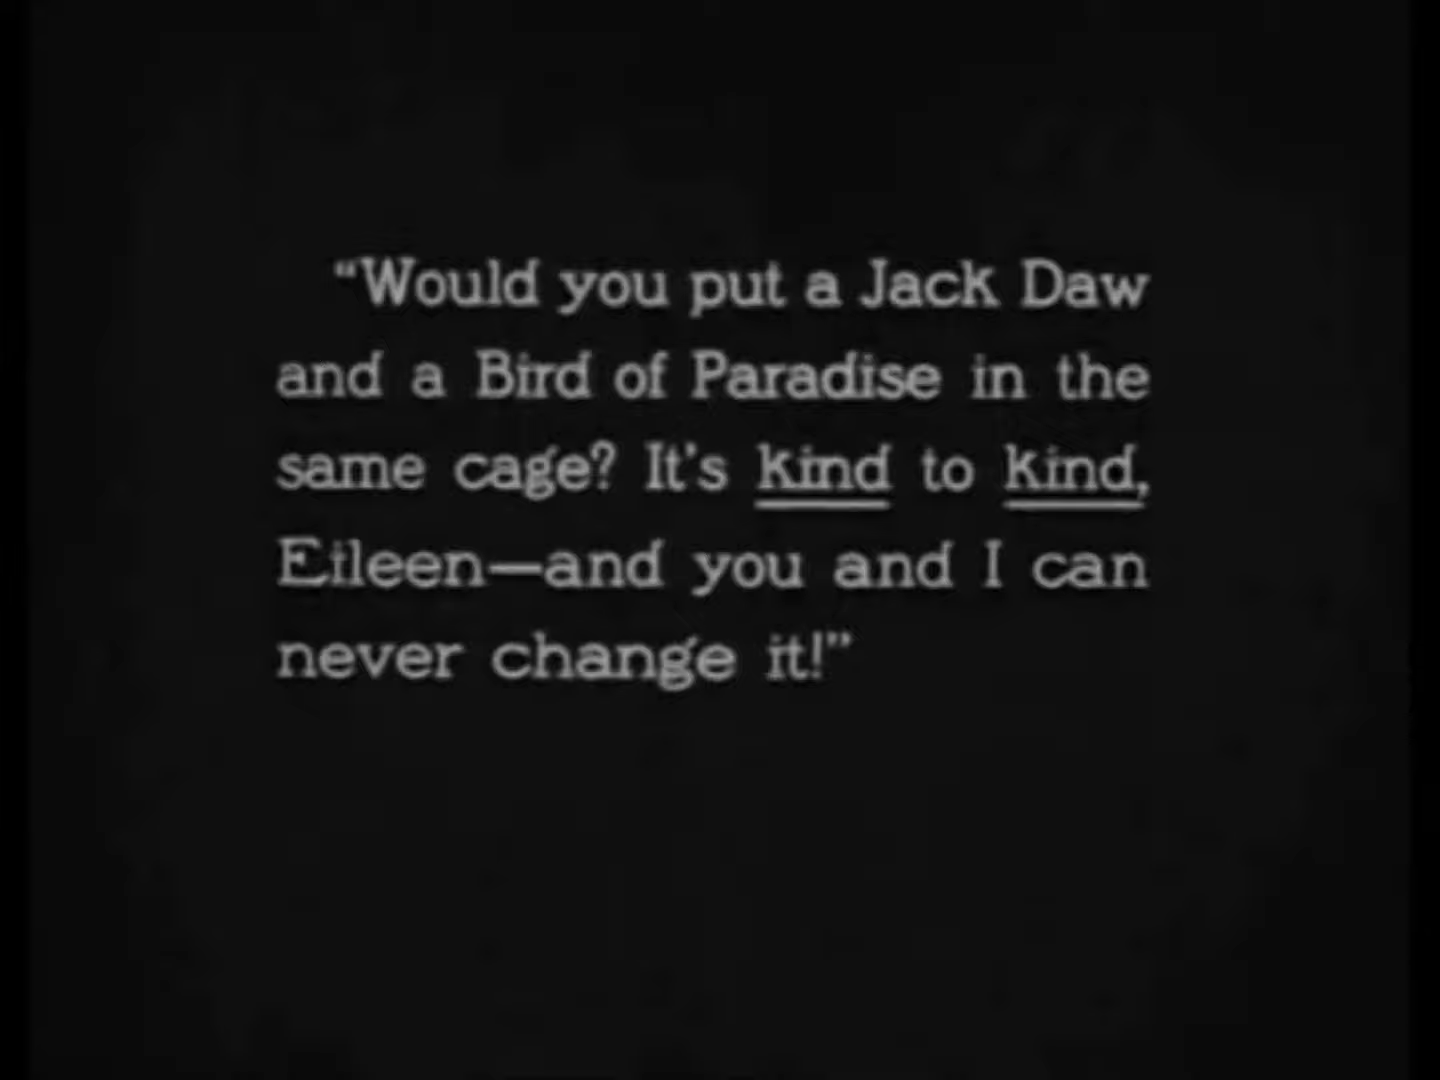 “Would you put a Jack Daw
and a Bird of Paradise in the
same cage? It’s kind to kind,
Eileen—and you and I can
never change it!”